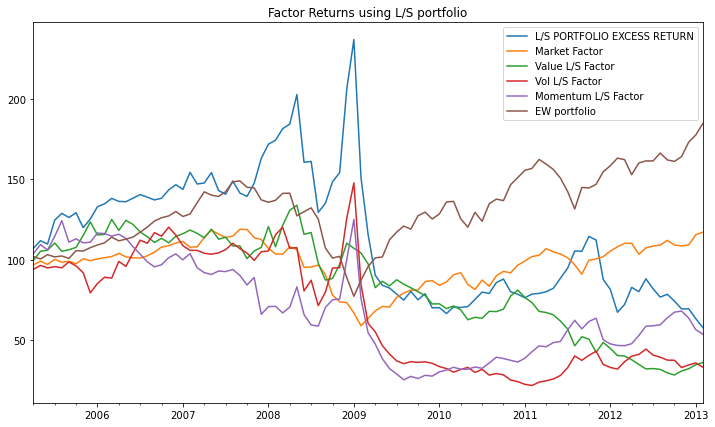 Factor Returns using L/S portfolio
L/S PORTFOLIO EXCESS RETURN
Market Factor
Value L/S Factor
Vol L/S Factor
Momentum L/S Factor
EW portfolio
200
150
100
50
2006 2007 2008 2009 2010 2011 2012 2013